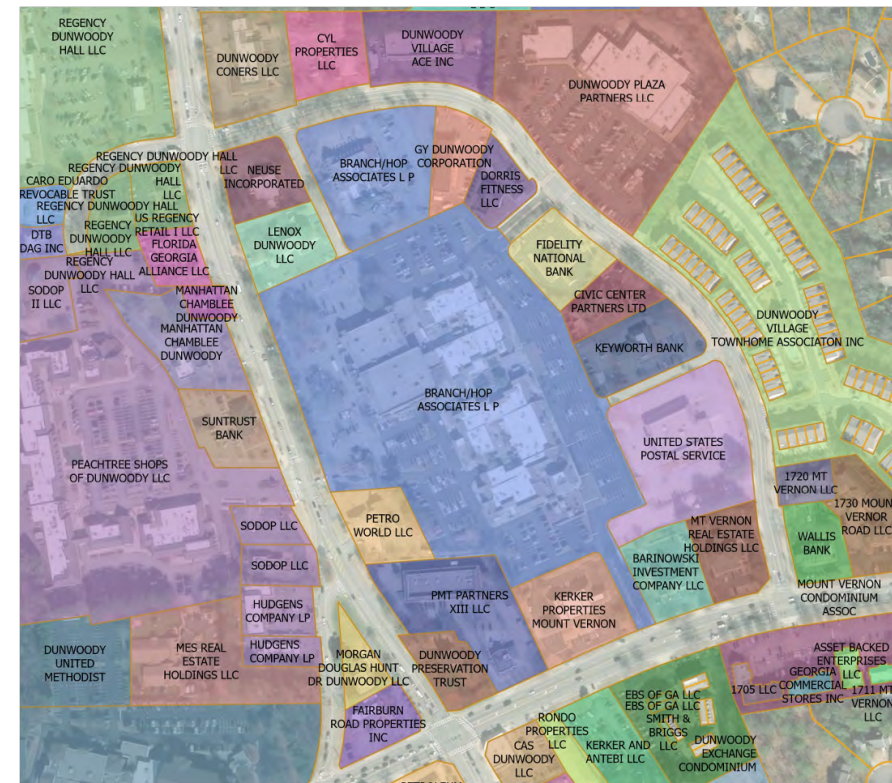 REGENCY
DUNWOODY
HALL LLC
DUNWOODY
CONERS LLC
CYL
PROPERTIES
LLC
DUNWOODY
VILLAGE
ACE INC
DUNWOODY PLAZA
PARTNERS LLC
REGENCY DUNWOODY HALL
LLC
REGENCY DUNWOODY
HALL
LLC
CARO EDUARDO
REVOCABLE TRUST
LLC
REGENCY DUNWOODY HALL
NEUSE
INCORPORATED
BRANCH/HOP
ASSOCIATES L P
GY DUNWOODY
CORPORATION
DORRIS
FITNESS
LLC
DTB
DAG INC
REGENCY
DUNWOODY
HALL LLC
US REGENCY
RETAIL I LLC
FLORIDA
GEORGIA
ALLIANCE LLC
LENOX
DUNWOODY
LLC
FIDELITY
NATIONAL
BANK
REGENCY
DUNWOODY HALL
LLC
SODOP
II LLC
MANHATTAN
CHAMBLEE
DUNWOODY
MANHATTAN
CHAMBLEE
DUNWOODY
CIVIC CENTER
PARTNERS LTD
KEYWORTH BANK
DUNWOODY
VILLAGE
TOWNHOME ASSOCIATON INC
BRANCH/HOP
ASSOCIATES L P
SUNTRUST
BANK
UNITED STATES
POSTAL SERVICE
PEACHTREE SHOPS
OF DUNWOODY LLC
1720 MT
VERNON LLC
1730 MOUN
VERNOR
ROAD LLC
SODOP LLC
PETRO
WORLD LLC
MT VERNON
REAL ESTATE
HOLDINGS LLC
WALLIS
BANK
SODOP LLC
BARINOWSKI
INVESTMENT
COMPANY LLC
MOUNT VERNON
CONDOMINIUM
ASSOC
HUDGENS
COMPANY LP
PMT PARTNERS
XIII LLC
KERKER
PROPERTIES
MOUNT VERNON
DUNWOODY
UNITED
METHODIST
MES REAL
ESTATE
HOLDINGS LLC
HUDGENS
COMPANY LP
MORGAN
DOUGLAS HUNT
DR DUNWOODY LLC
DUNWOODY
PRESERVATION
TRUST
ASSET BACKED
ENTERPRISES
LLC
GEORGIA
COMMERCIAL
STORES INC
1705 LLC
1711 MT
VERNON
LLC
FAIRBURN
ROAD PROPERTIES
INC
EBS OF GA LLC
EBS OF GA LLC
SMITH &
BRIGGS
LLC
RONDO
PROPERTIES
LLC
CAS
DUNWOODY
LLC
KERKER AND
ANTEBI LLC
DUNWOODY
EXCHANGE
CONDOMINIUM